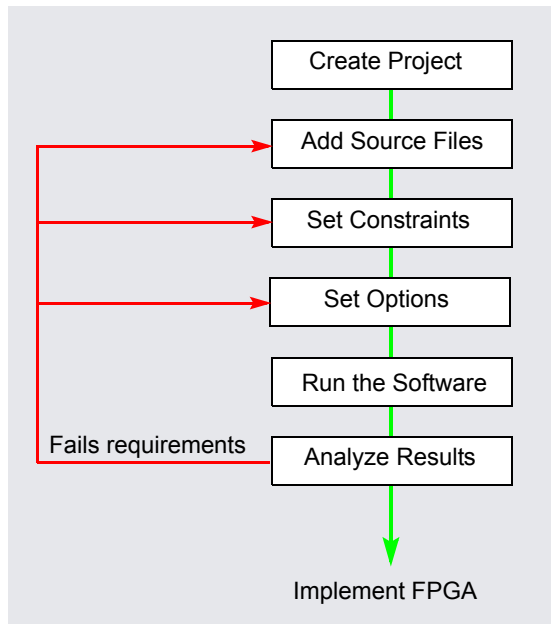 Create Project
Add Source Files
Set Constraints
Set Options
Run the Software
Fails requirements
Analyze Results
Implement FPGA